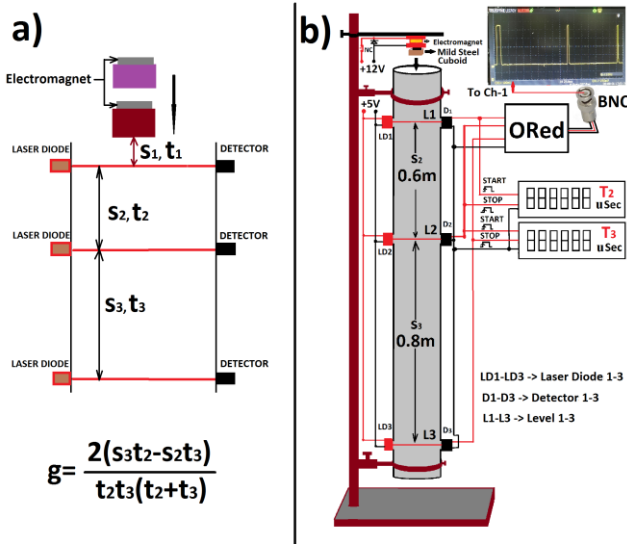 a)
Electromagnet
S1, t1
LASER DIODE
DETECTOR
S2, t2
LASER DIODE
DETECTOR
S3, t3
LASER DIODE
DETECTOR
g= 2(s3t2-s2t3)
t2t3(t2+t3)
b)
NC
Electromagnet
Mild Steel
Cuboid
+12V
To Ch-1
BNC
+5V
L1
D1
LD1
ORed
S2
0.6m
START
STOP
T2
uSec
START
STOP
T3
uSec
L2
D2
LD2
S3
0.8m
LD1-LD3 -> Laser Diode 1-3
D1-D3 -> Detector 1-3
L1-L3 -> Level 1-3
LD3
L3
D3